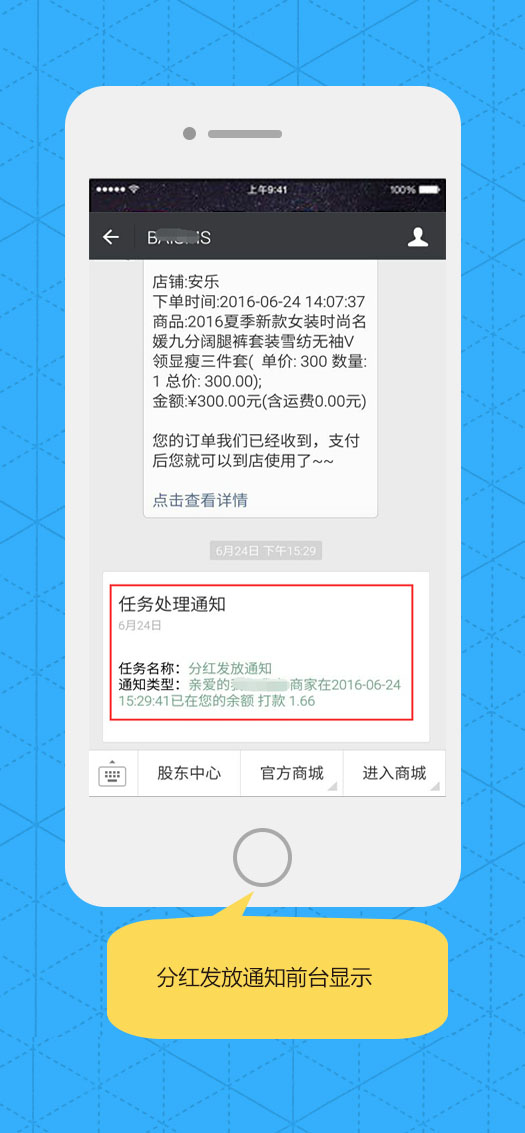 上午9:41
100%
店铺:安乐
下单时间:2016-06-24 14:07:37
商品:2016夏季新款女装时尚名
媛九分阔腿裤套装雪纺无袖V
领显瘦三件套( 单价: 300 数量:
1 总价: 300.00);
金额:¥300.00元(含运费0.00元)
您的订单我们已经收到，支付
后您就可以到店使用了~~
点击查看详情
6月24日 下午15:29
任务处理通知
6月24日
任务名称：分红发放通知
通知类型：亲爱的 商家在2016-06-24
15:29:41已在您的余额 打款 1.66
股东中心
官方商城
进入商城
分红发放通知前台显示